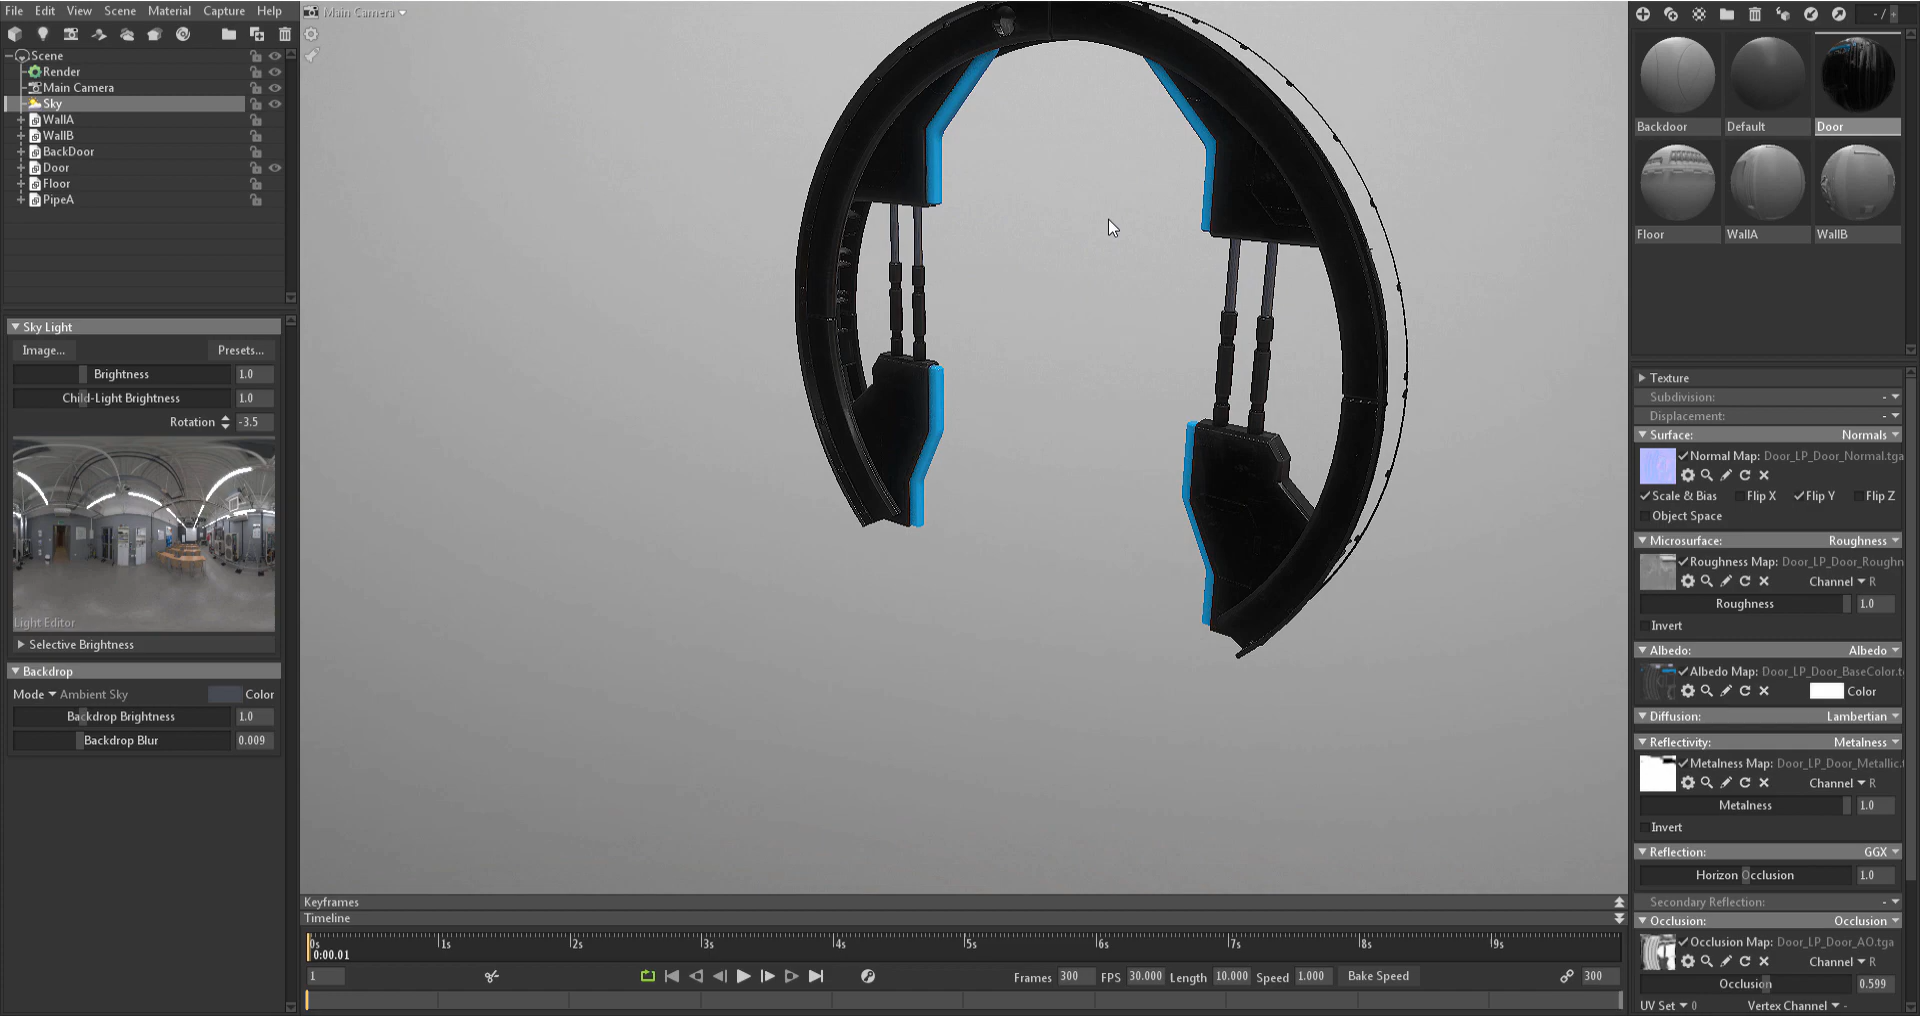 File Edit View Scene Material Capture Help
Main Camera
- /
Scene
Render
Main Camera
Sky
WallA
WallB
BackDoor
Door
Floor
PipeA
Backdoor Default Door
Floor WallA WallB
Sky Light
Image... Presets...
Brightness 1.0
Child-Light Brightness 1.0
Rotation -3.5
Light Editor
Selective Brightness
Backdrop
Mode Ambient Sky Color
Backdrop Brightness 1.0
Backdrop Blur 0.009
Texture
Subdivision: -
Displacement: -
Surface: Normals
Normal Map: Door_LP_Door_Normal.tga
Scale & Bias Flip X Flip Y Flip Z
Object Space
Microsurface: Roughness
Roughness Map: Door_LP_Door_Roughn
Channel R
Roughness 1.0
Invert
Albedo: Albedo
Albedo Map: Door_LP_Door_BaseColor.t
Color
Diffusion: Lambertian
Reflectivity: Metalness
Metalness Map: Door_LP_Door_Metallic.t
Channel R
Metalness 1.0
Invert
Reflection: GGX
Horizon Occlusion 1.0
Secondary Reflection: -
Occlusion: Occlusion
Occlusion Map: Door_LP_Door_AO.tga
Channel R
Occlusion 0.599
UV Set 0 Vertex Channel -
Keyframes
Timeline
0s 1s 2s 3s 4s 5s 6s 7s 8s 9s
0:00.01
1 Frames 300 FPS 30.000 Length 10.000 Speed 1.000 Bake Speed 300